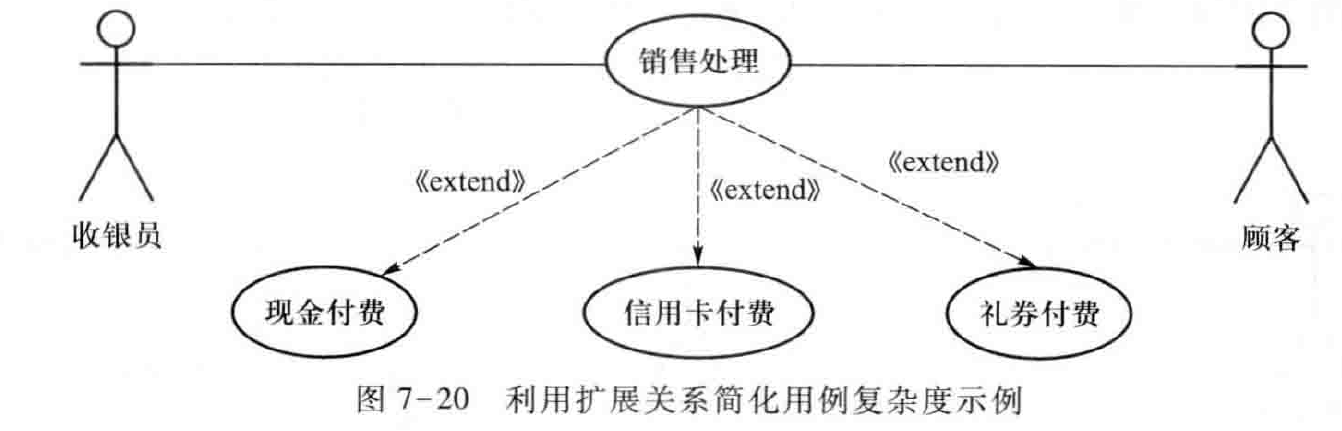 销售处理
《extend》
《extend》
《extend》
收银员
顾客
现金付费
信用卡付费
礼券付费
图 7-20 利用扩展关系简化用例复杂度示例